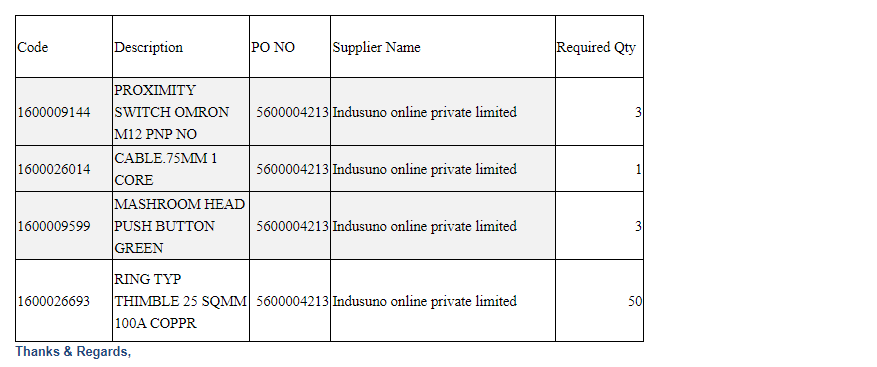 Code Description PO NO Supplier Name Required Qty
PROXIMITY
1600009144 SWITCH OMRON 5600004213 Indusuno online private limited 3
M12 PNP NO
CABLE.75MM 1
1600026014 5600004213 Indusuno online private limited 1
CORE
MASHROOM HEAD
1600009599 PUSH BUTTON 5600004213 Indusuno online private limited 3
GREEN
RING TYP
1600026693 THIMBLE 25 SQMM 5600004213 Indusuno online private limited 50
100A COPPR
Thanks & Regards,